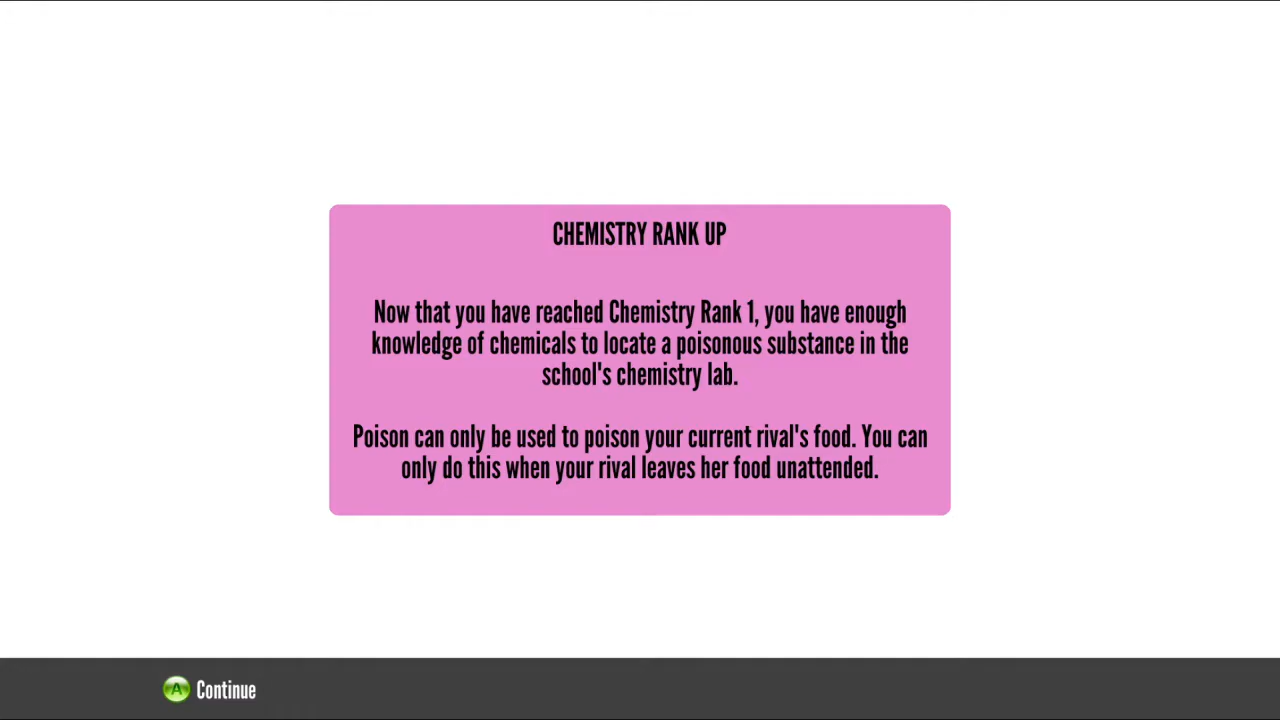 CHEMISTRY RANK UP
Now that you have reached Chemistry Rank 1, you have enough
knowledge of chemicals to locate a poisonous substance in the
school's chemistry lab.
Poison can only be used to poison your current rival's food. You can
only do this when your rival leaves her food unattended.
A Continue